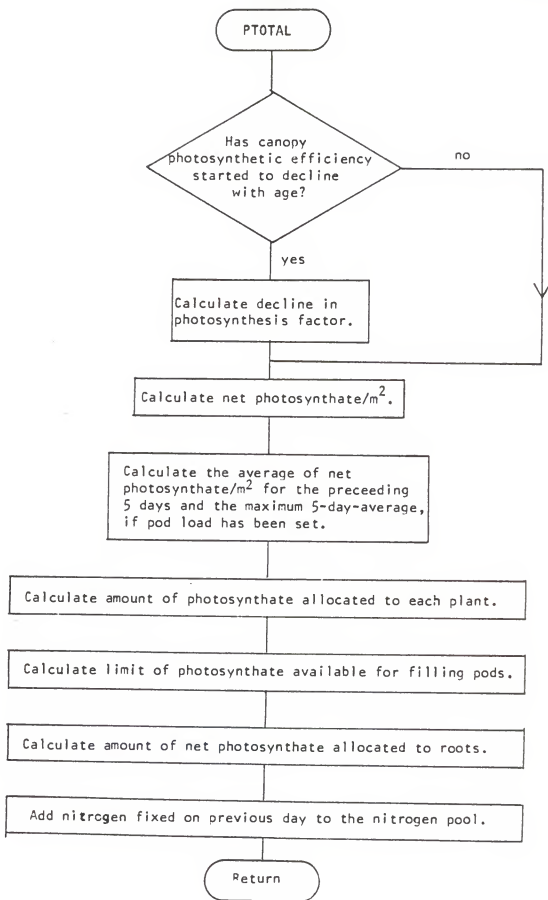 PTOTAL
Has canopy
photosynthetic efficiency
started to decline
with age?
no
yes
Calculate decline in
photosynthesis factor.
Calculate net photosynthate/m².
Calculate the average of net
photosynthate/m² for the preceeding
5 days and the maximum 5-day-average,
if pod load has been set.
Calculate amount of photosynthate allocated to each plant.
Calculate limit of photosynthate available for filling pods.
Calculate amount of net photosynthate allocated to roots.
Add nitrogen fixed on previous day to the nitrogen pool.
Return